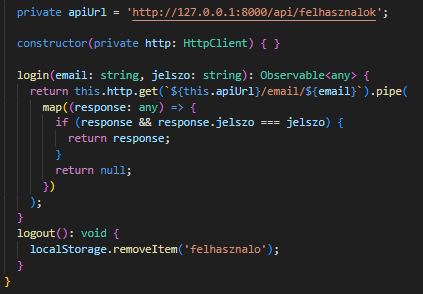 private apiUrl = 'http://127.0.0.1:8000/api/felhasznalok';
constructor(private http: HttpClient) { }
login(email: string, jelszo: string): Observable<any> {
return this.http.get(`${this.apiUrl}/email/${email}`).pipe(
map((response: any) => {
if (response && response.jelszo === jelszo) {
return response;
}
return null;
})
);
}
logout(): void {
localStorage.removeItem('felhasznalo');
}
}